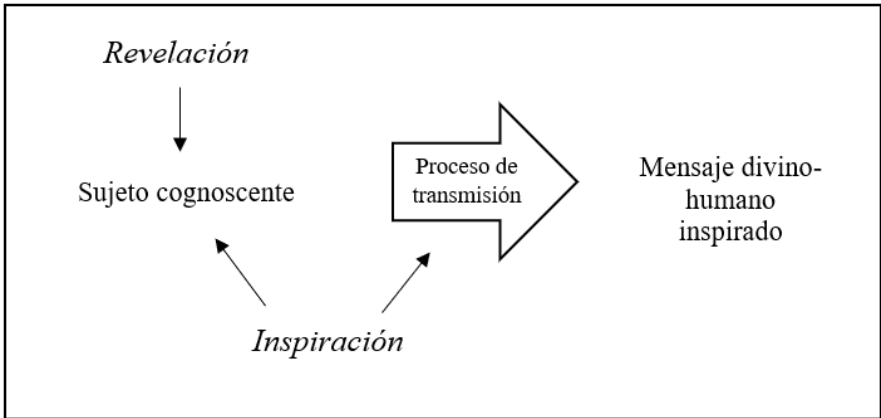 Revelación
Sujeto cognoscente
Proceso de
transmisión
Mensaje divino-
humano
inspirado
Inspiración